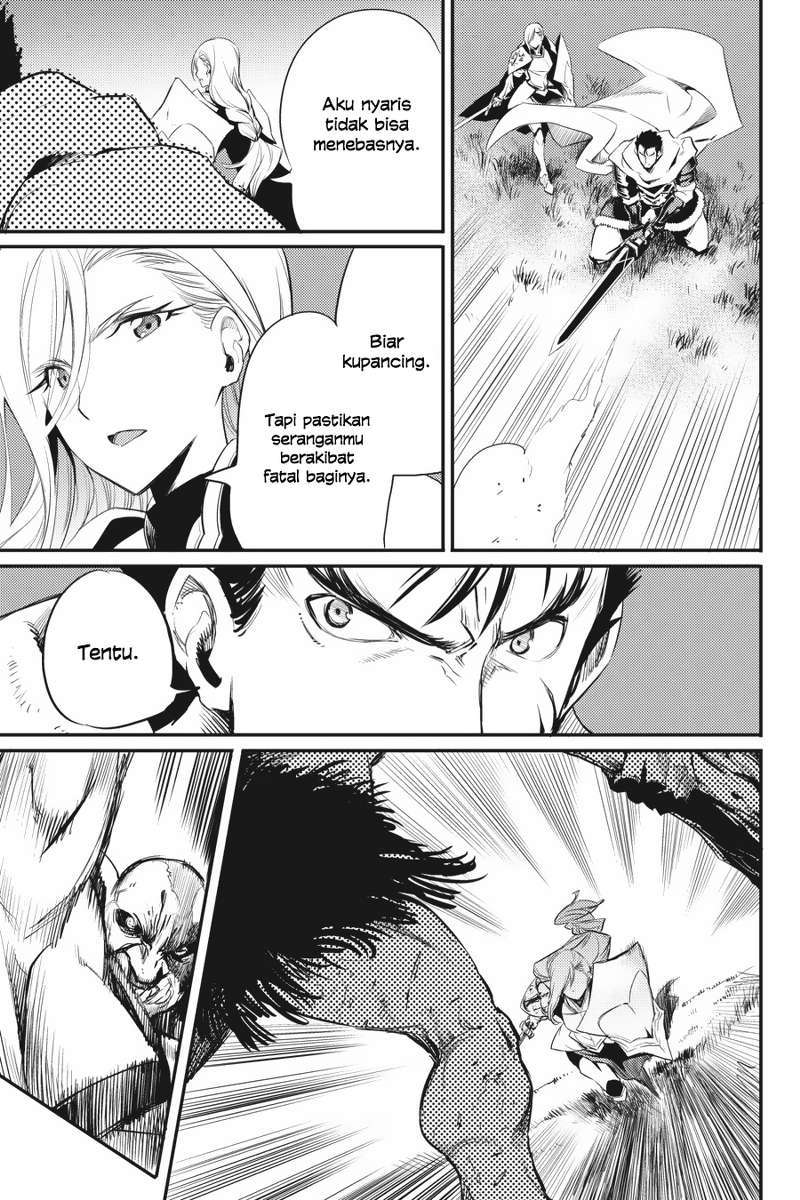 Aku nyaris
tidak bisa
menebasnya.
Biar
kupancing.
Tapi pastikan
seranganmu
berakibat
fatal baginya.
Tentu.